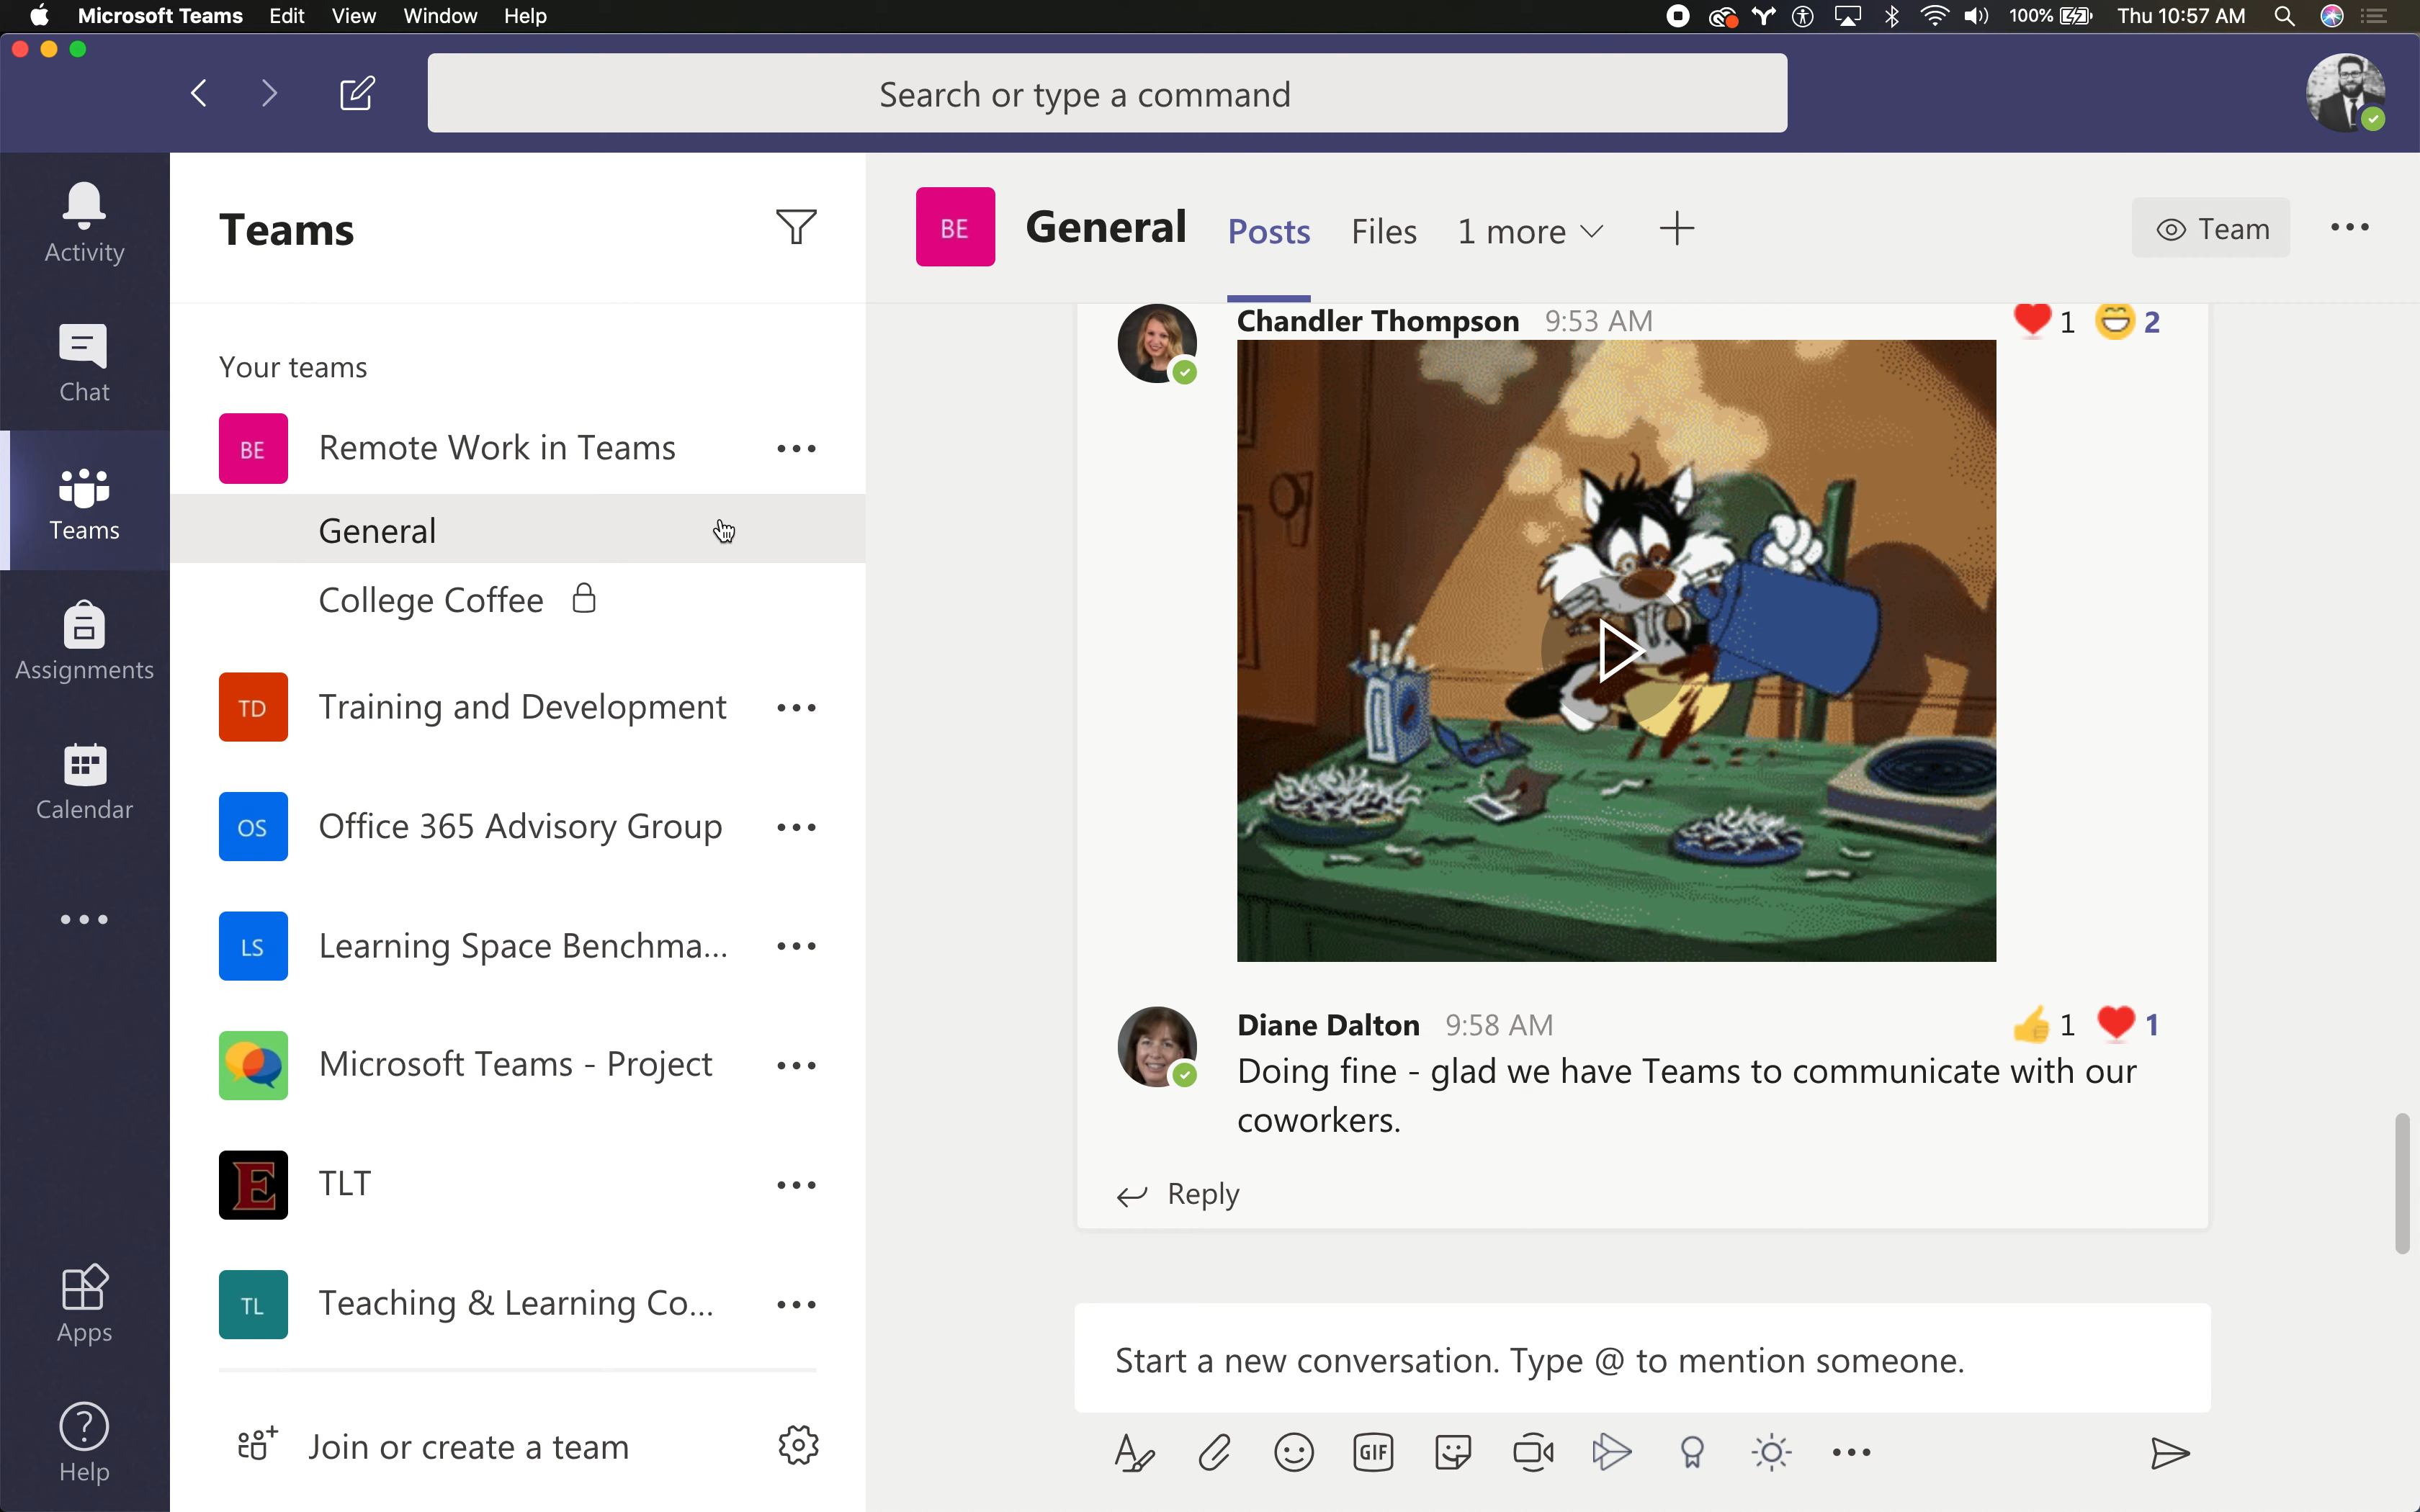 Microsoft Teams Edit View Window Help 100% Thu 10:57 AM
Search or type a command
Activity
Chat
Teams
Assignments
Calendar
Apps
Help
Teams
Your teams
BE Remote Work in Teams
General
College Coffee
TD Training and Development
OS Office 365 Advisory Group
LS Learning Space Benchma...
Microsoft Teams - Project
E TLT
TL Teaching & Learning Co...
Join or create a team
BE General Posts Files 1 more Team
Chandler Thompson 9:53 AM 1 2
Diane Dalton 9:58 AM 1 1
Doing fine - glad we have Teams to communicate with our
coworkers.
Reply
Start a new conversation. Type @ to mention someone.
GIF